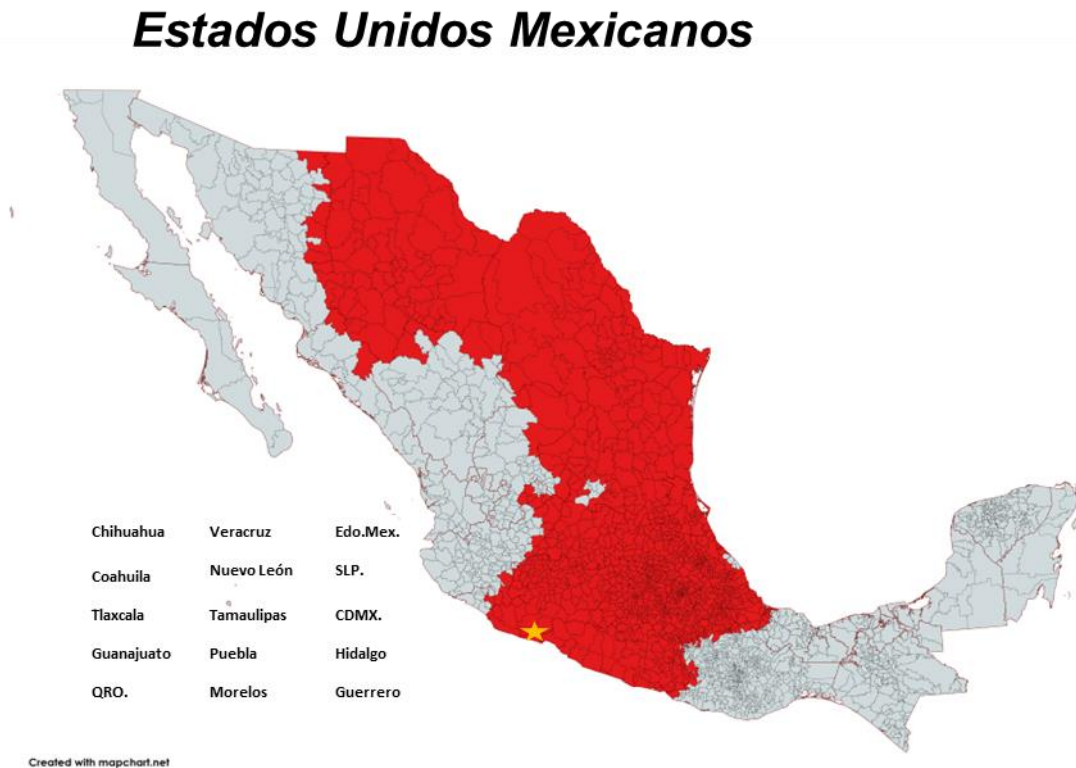 Estados Unidos Mexicanos
Chihuahua Veracruz Edo.Mex.
Coahuila Nuevo León SLP.
Tlaxcala Tamaulipas CDMX.
Guanajuato Puebla Hidalgo
QRO. Morelos Guerrero
Created with mapchart.net